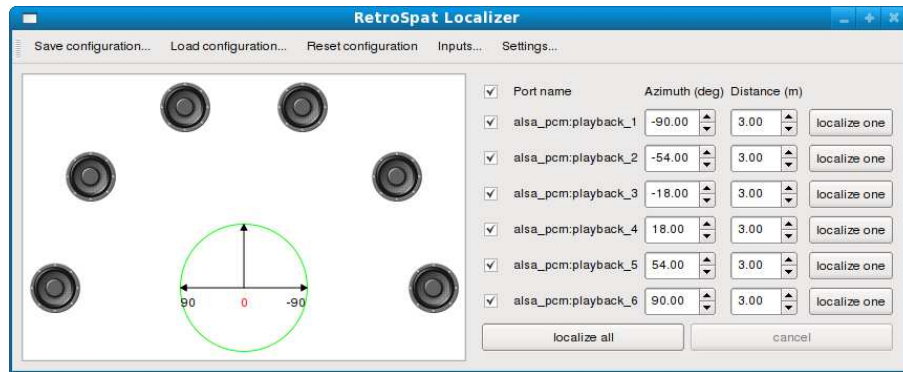 RetroSpat Localizer
Save configuration... Load configuration... Reset configuration Inputs... Settings...
Port name Azimuth (deg) Distance (m)
alsa_pcm:playback_1 -90.00 3.00 localize one
alsa_pcm:playback_2 -54.00 3.00 localize one
alsa_pcm:playback_3 -18.00 3.00 localize one
alsa_pcm:playback_4 18.00 3.00 localize one
alsa_pcm:playback_5 54.00 3.00 localize one
alsa_pcm:playback_6 90.00 3.00 localize one
90 0 -90
localize all cancel